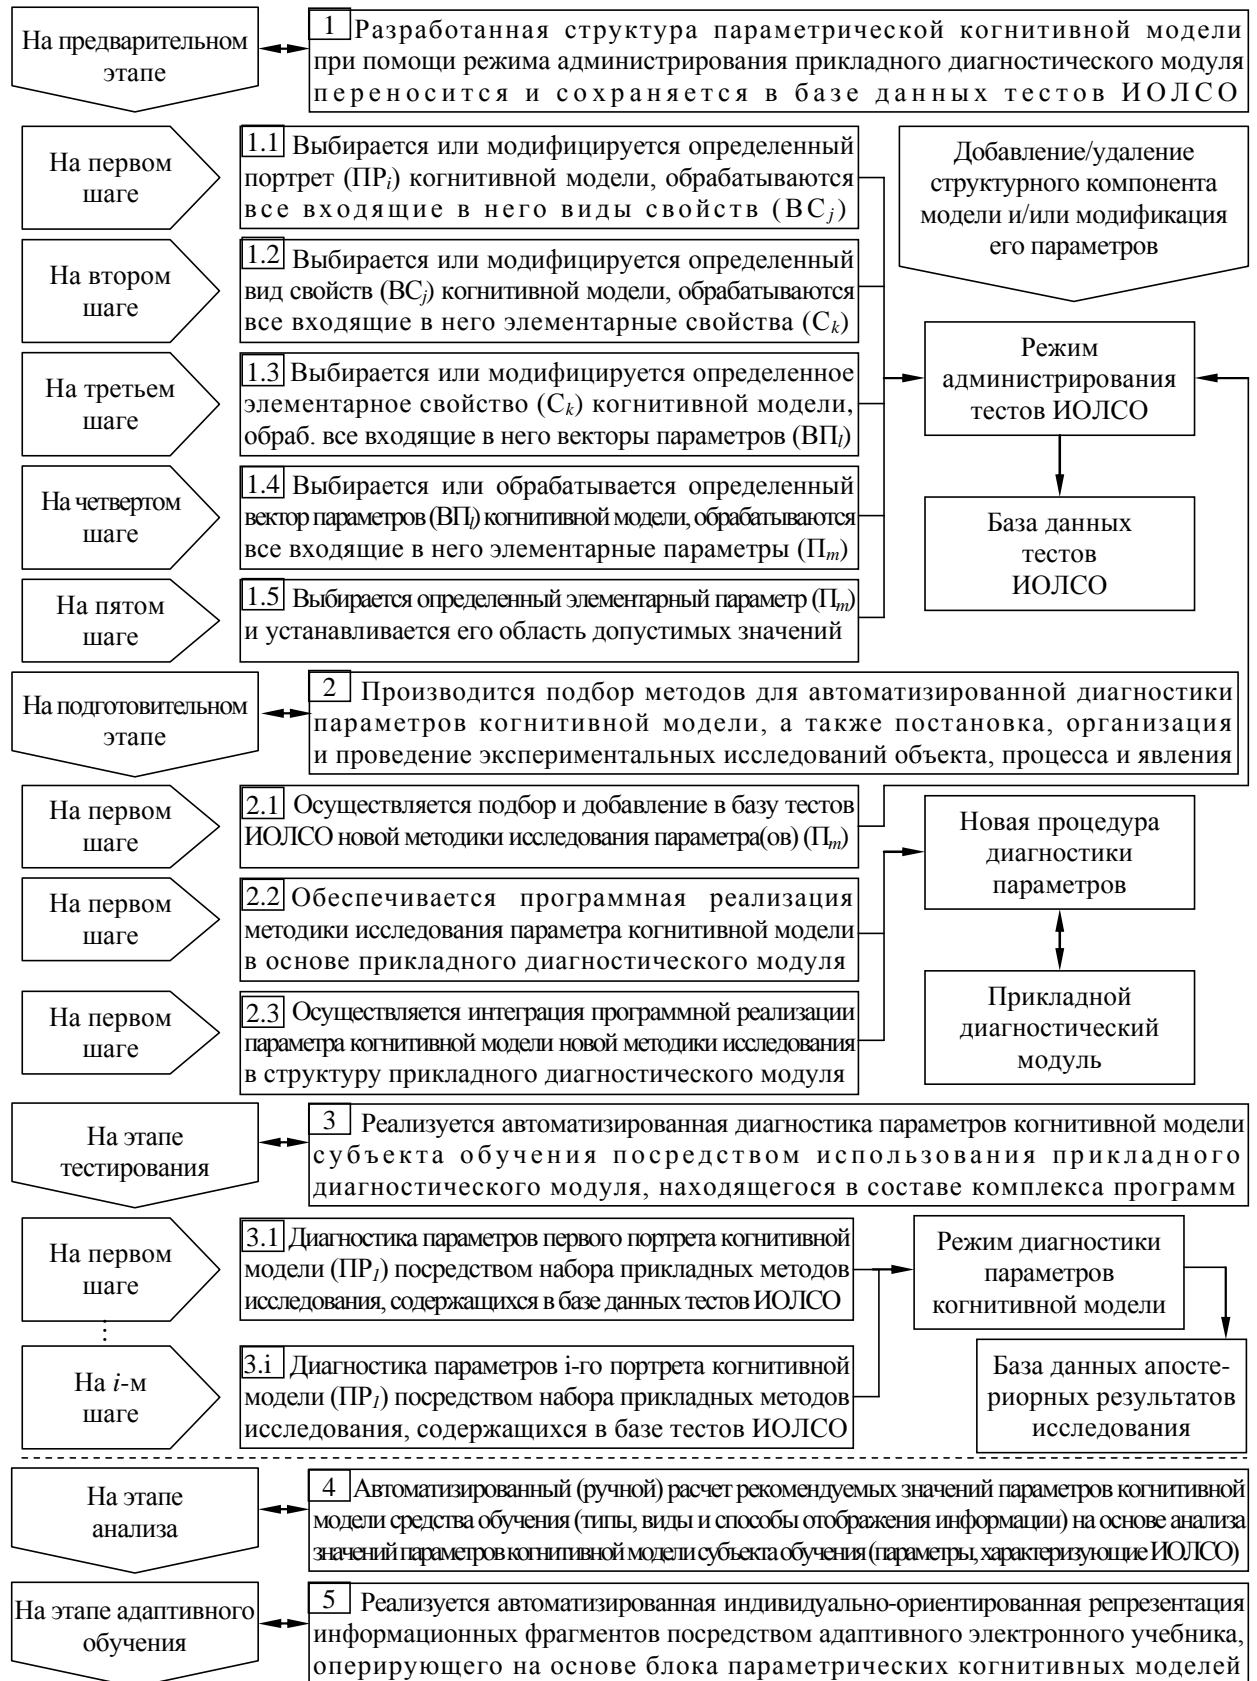 На предварительном
этапе
1 Разработанная структура параметрической когнитивной модели
при помощи режима администрирования прикладного диагностического модуля
переносится и сохраняется в базе данных тестов ИОЛСО
На первом
шаге
1.1 Выбирается или модифицируется определенный
портрет (ПРi) когнитивной модели, обрабатываются
все входящие в него виды свойств (ВСj)
Добавление/удаление
структурного компонента
модели и/или модификация
его параметров
На втором
шаге
1.2 Выбирается или модифицируется определенный
вид свойств (ВСj) когнитивной модели, обрабатываются
все входящие в него элементарные свойства (Сk)
На третьем
шаге
1.3 Выбирается или модифицируется определенное
элементарное свойство (Сk) когнитивной модели,
обраб. все входящие в него векторы параметров (ВПl)
Режим
администрирования
тестов ИОЛСО
На четвертом
шаге
1.4 Выбирается или обрабатывается определенный
вектор параметров (ВПl) когнитивной модели, обрабатываются
все входящие в него элементарные параметры (Пm)
База данных
тестов
ИОЛСО
На пятом
шаге
1.5 Выбирается определенный элементарный параметр (Пm)
и устанавливается его область допустимых значений
На подготовительном
этапе
2 Производится подбор методов для автоматизированной диагностики
параметров когнитивной модели, а также постановка, организация
и проведение экспериментальных исследований объекта, процесса и явления
На первом
шаге
2.1 Осуществляется подбор и добавление в базу тестов
ИОЛСО новой методики исследования параметра(ов) (Пm)
Новая процедура
диагностики
параметров
На первом
шаге
2.2 Обеспечивается программная реализация
методики исследования параметра когнитивной модели
в основе прикладного диагностического модуля
На первом
шаге
2.3 Осуществляется интеграция программной реализации
параметра когнитивной модели новой методики исследования
в структуру прикладного диагностического модуля
Прикладной
диагностический
модуль
На этапе
тестирования
3 Реализуется автоматизированная диагностика параметров когнитивной модели
субъекта обучения посредством использования прикладного
диагностического модуля, находящегося в составе комплекса программ
На первом
шаге
3.1 Диагностика параметров первого портрета когнитивной
модели (ПР1) посредством набора прикладных методов
исследования, содержащихся в базе данных тестов ИОЛСО
Режим диагностики
параметров
когнитивной модели
На i-м
шаге
3.i Диагностика параметров i-го портрета когнитивной
модели (ПР1) посредством набора прикладных методов
исследования, содержащихся в базе тестов ИОЛСО
База данных апосте-
риорных результатов
исследования
На этапе
анализа
4 Автоматизированный (ручной) расчет рекомендуемых значений параметров когнитивной
модели средства обучения (типы, виды и способы отображения информации) на основе анализа
значений параметров когнитивной модели субъекта обучения (параметры, характеризующие ИОЛСО)
На этапе адаптивного
обучения
5 Реализуется автоматизированная индивидуально-ориентированная репрезентация
информационных фрагментов посредством адаптивного электронного учебника,
оперирующего на основе блока параметрических когнитивных моделей